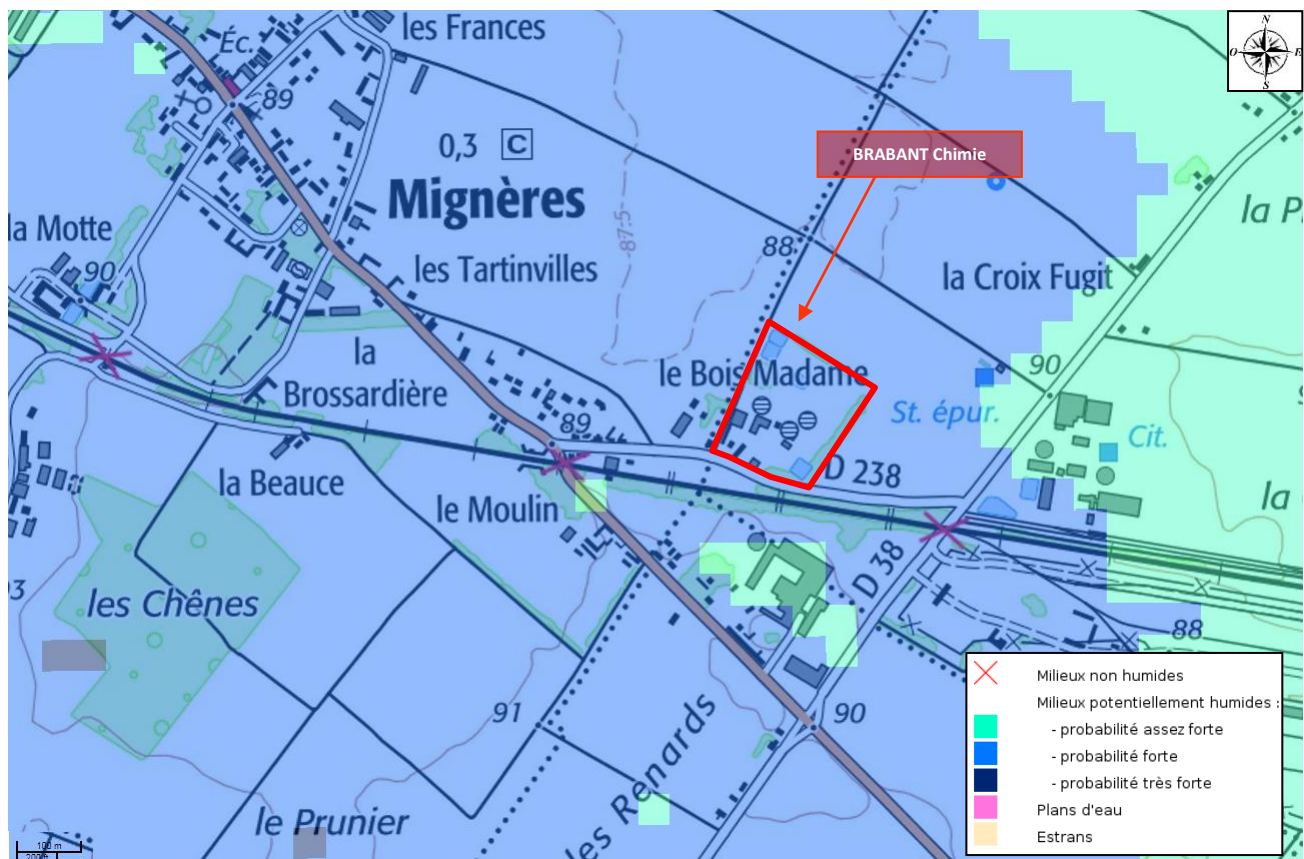 les Frances
Éc.
N
O
E
S
89
0,3 C
BRABANT Chimie
Mignères
87.5
88
la Motte
90
les Tartinvilles
la Croix Fugit
la
Brossardière
le Bois Madame
90
St. épur.
Cit.
89
D 238
la Beauce
le Moulin
la
les Chênes
D 38
88
91
90
les Renards
le Prunier
Milieux non humides
Milieux potentiellement humides :
- probabilité assez forte
- probabilité forte
- probabilité très forte
Plans d'eau
Estrans
100 m